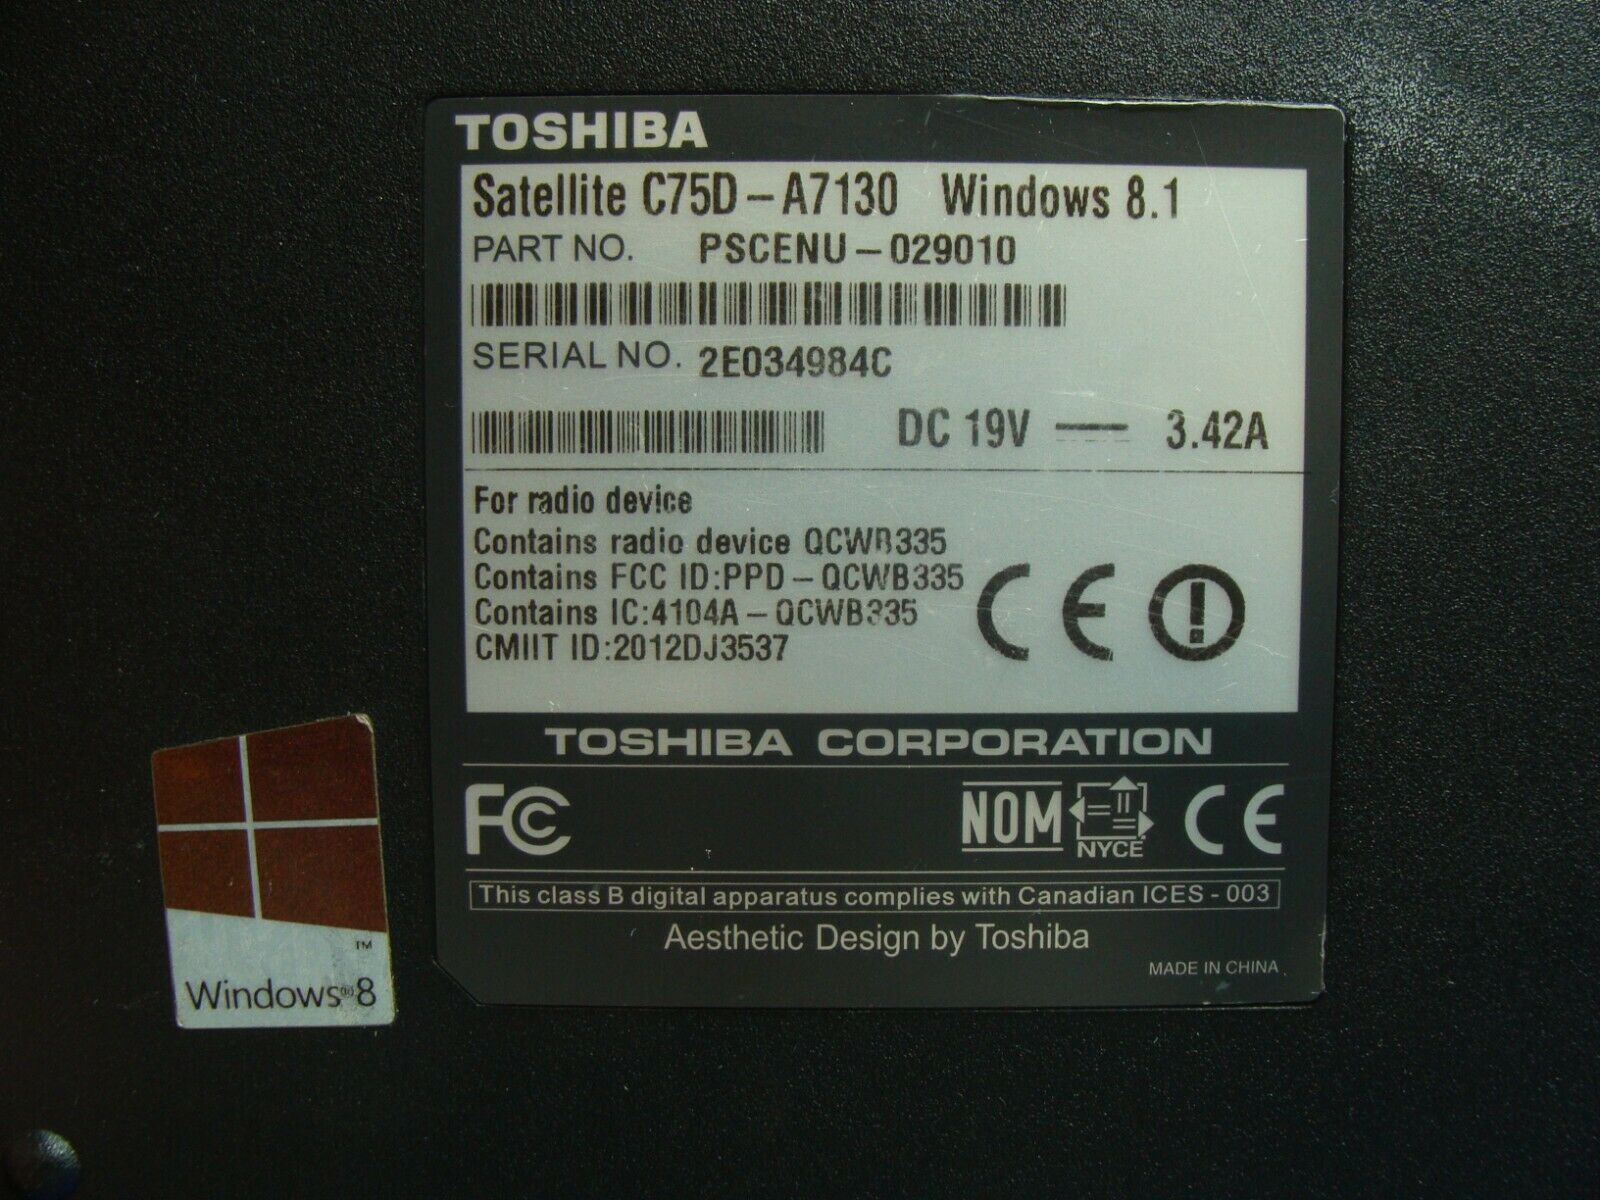 TOSHIBA
Satellite C75D-A7130 Windows 8.1
PART NO. PSCENU-029010
SERIAL NO. 2E034984C
DC 19V 3.42A
For radio device
Contains radio device QCWB335
Contains FCC ID:PPD-QCWB335
Contains IC:4104A-QCWB335
CMIIT ID:2012DJ3537
CE
TOSHIBA CORPORATION
FC NOM NYCE CE
This class B digital apparatus complies with Canadian ICES - 003
Aesthetic Design by Toshiba
MADE IN CHINA
TM
Windows® 8